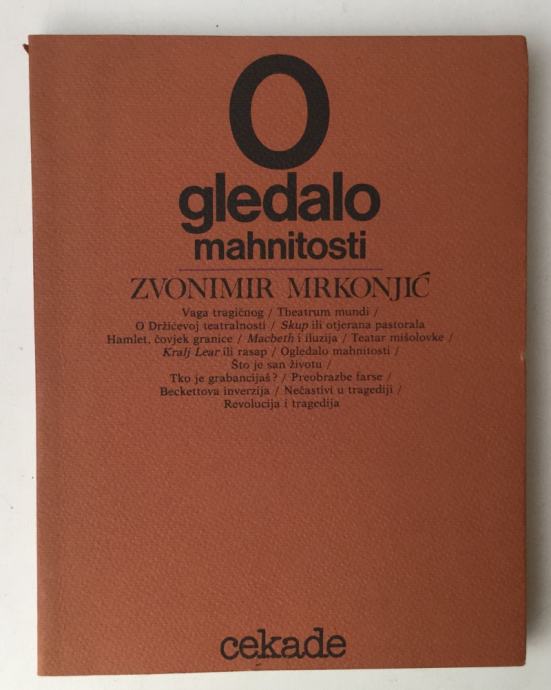 O
gledalo
mahnitosti
ZVONIMIR MRKONJIĆ
Vaga tragičnog / Theatrum mundi /
O Držićevoj teatralnosti / Skup ili otjerana pastorala
Hamlet, čovjek granice / Macbeth i iluzija / Teatar mišolovke /
Kralj Lear ili rasap / Ogledalo mahnitosti /
Što je san životu /
Tko je grabancijaš? / Preobrazbe farse /
Beckettova inverzija / Nečastivi u tragediji /
Revolucija i tragedija
cekade